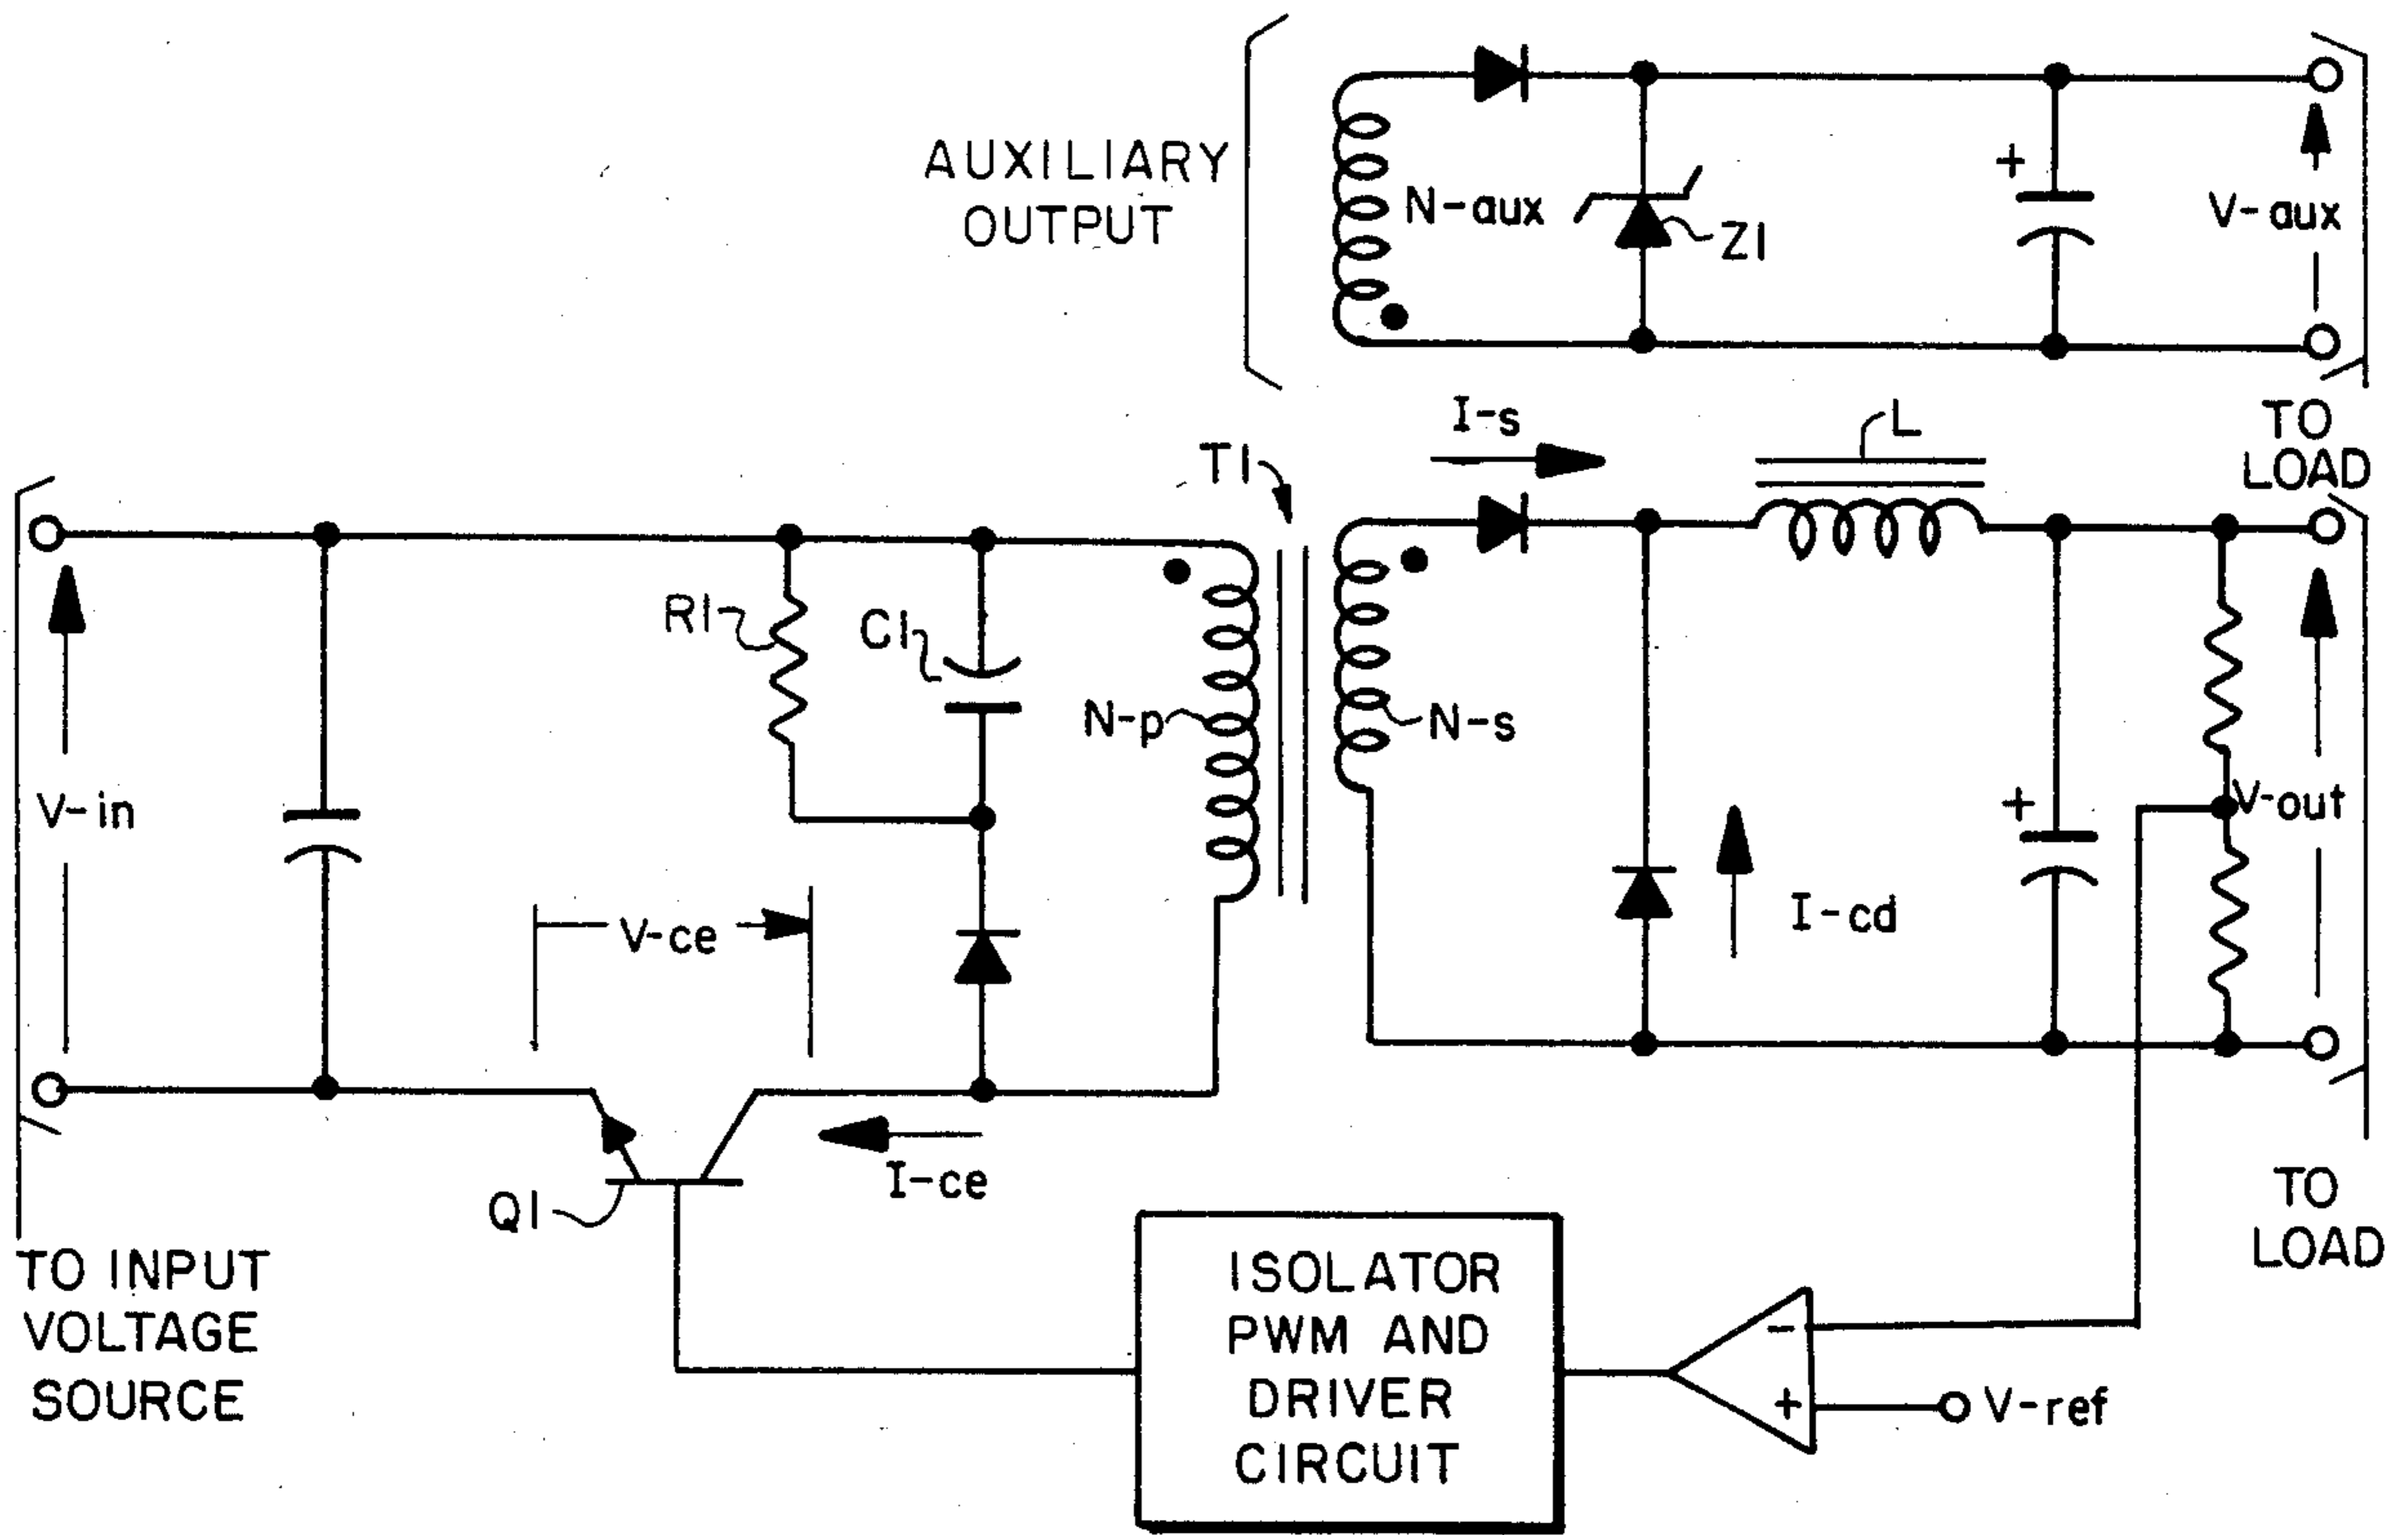 AUXILIARY
OUTPUT
N-aux
Z1
+
V-aux
TO
LOAD
I-s
L
T1
R1
C1
N-p
N-s
V-in
V-ce
I-cd
+
V-out
I-ce
Q1
TO INPUT
VOLTAGE
SOURCE
ISOLATOR
PWM AND
DRIVER
CIRCUIT
-
+
V-ref
TO
LOAD